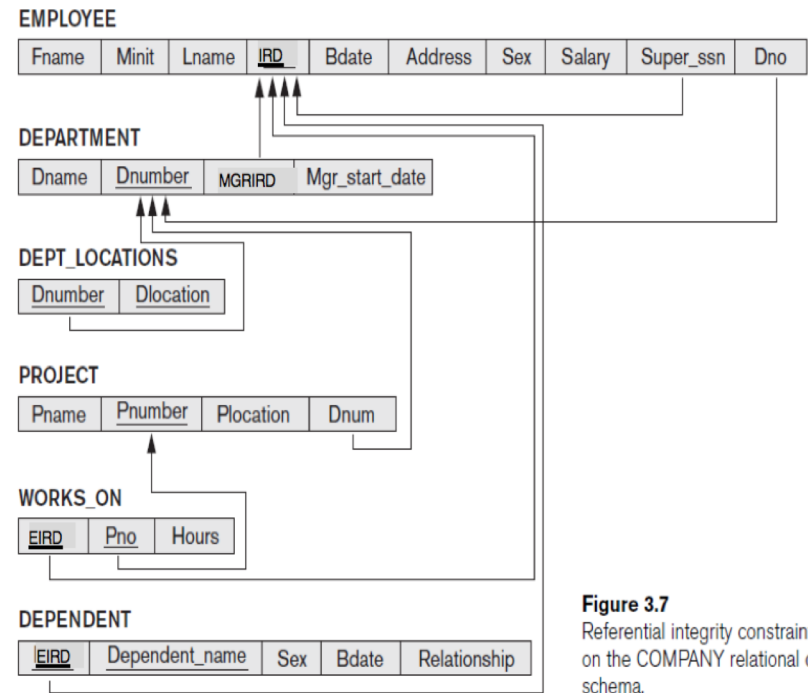 EMPLOYEE
Fname Minit Lname IRD Bdate Address Sex Salary Super_ssn Dno
DEPARTMENT
Dname Dnumber MGRIRD Mgr_start_date
DEPT_LOCATIONS
Dnumber Dlocation
PROJECT
Pname Pnumber Plocation Dnum
WORKS_ON
EIRD Pno Hours
DEPENDENT
EIRD Dependent_name Sex Bdate Relationship
Figure 3.7
Referential integrity constrain
on the COMPANY relational
schema.